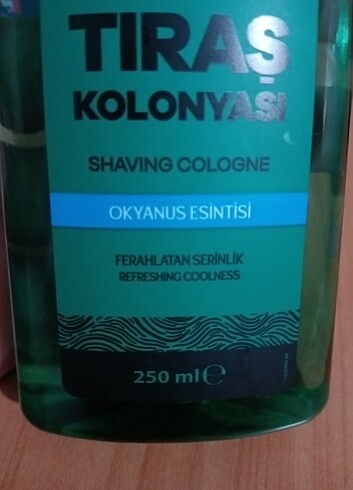 TIRAŞ
KOLONYASI
SHAVING COLOGNE
OKYANUS ESİNTİSİ
FERAHLATAN SERİNLİK
REFRESHING COOLNESS
250 ml ℮